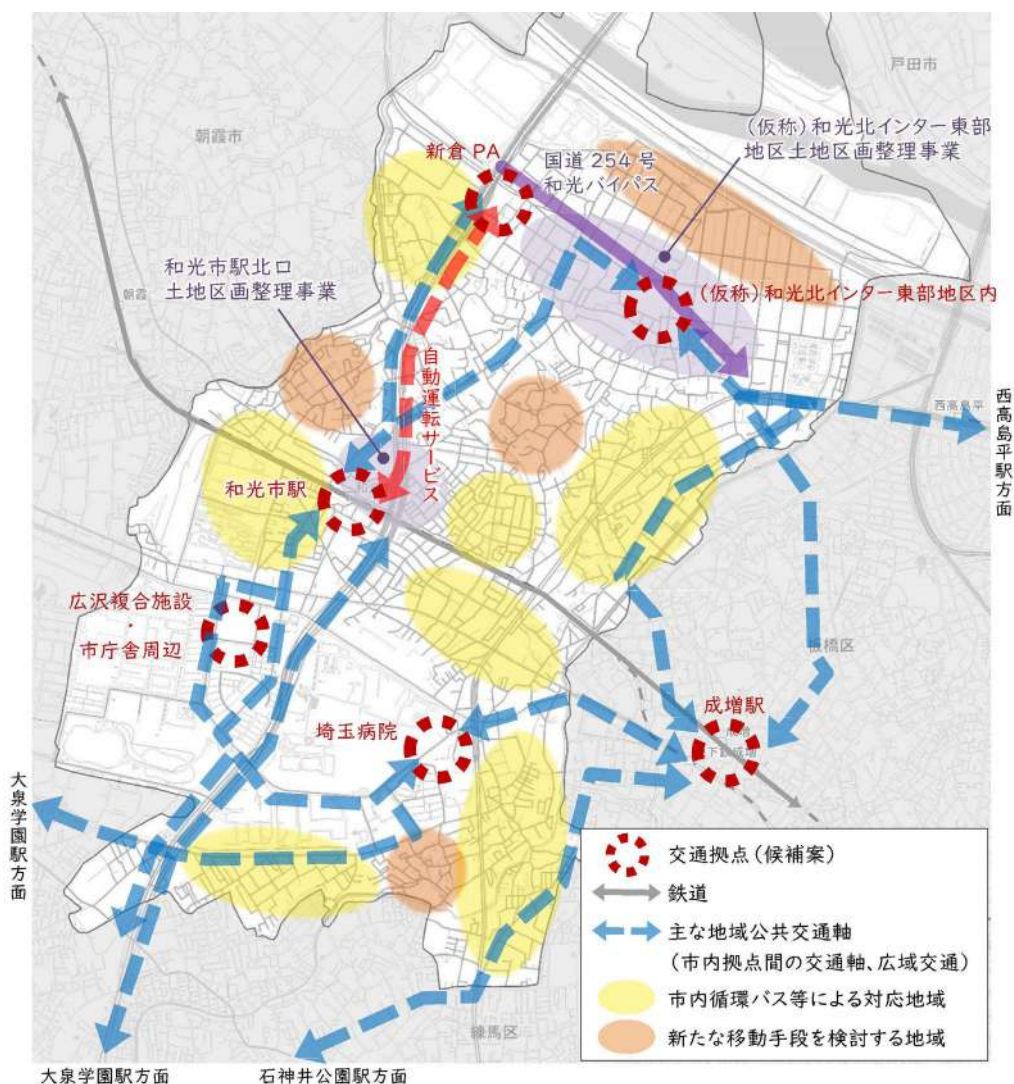 戸田市
朝霞市
(仮称)和光北インター東部
地区土地区画整理事業
新倉PA
国道254号
和光バイパス
和光市駅北口
土地区画整理事業
朝霞
(仮称)和光北インター東部地区内
自動運転サービス
西高島平
西高島平駅方面
和光市駅
広沢複合施設
・
市庁舎周辺
板橋区
成増駅
埼玉病院
大泉学園駅方面
交通拠点(候補案)
鉄道
主な地域公共交通軸
(市内拠点間の交通軸、広域交通)
市内循環バス等による対応地域
新たな移動手段を検討する地域
練馬区
大泉学園駅方面
石神井公園駅方面